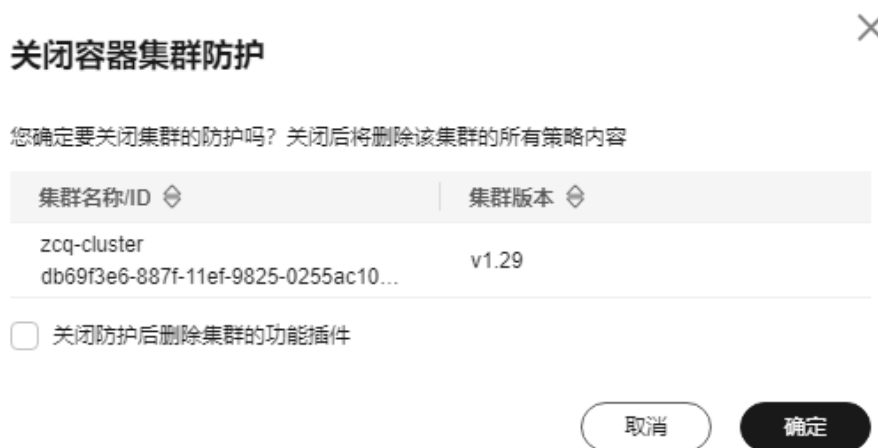 关闭容器集群防护
您确定要关闭集群的防护吗？关闭后将删除该集群的所有策略内容
集群名称/ID 集群版本
zcq-cluster
db69f3e6-887f-11ef-9825-0255ac10...
v1.29
关闭防护后删除集群的功能插件
取消 确定